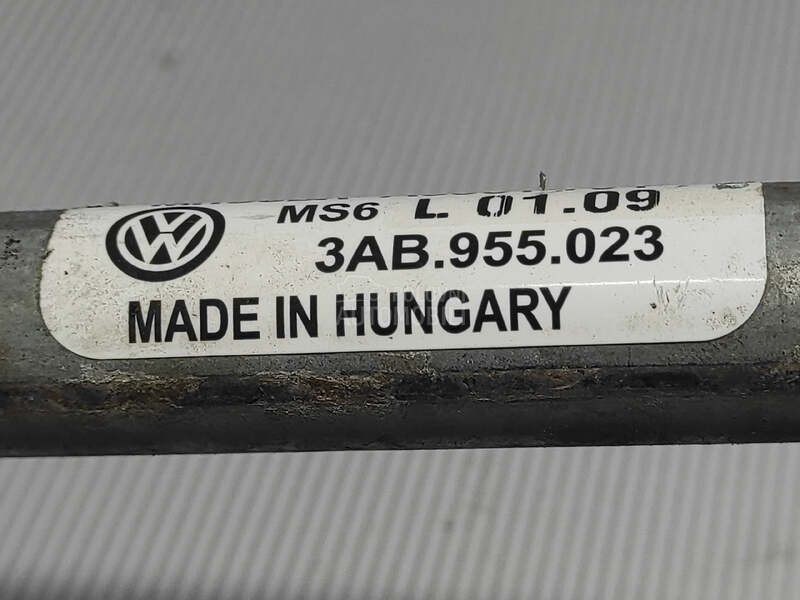 MS6 L 01.09
3AB.955.023
MADE IN HUNGARY